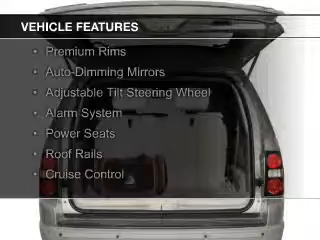 VEHICLE FEATURES
• Premium Rims
• Auto-Dimming Mirrors
• Adjustable Tilt Steering Wheel
• Alarm System
• Power Seats
• Roof Rails
• Cruise Control